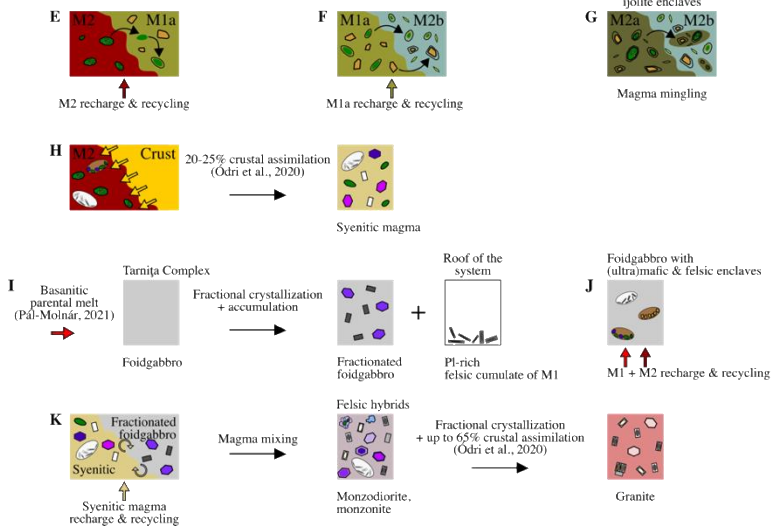 ijolite enclaves
E
M2
M1a
M2 recharge & recycling
F
M1a
M2b
M1a recharge & recycling
G
M2a
M2b
Magma mingling
H
M2
Crust
20-25% crustal assimilation
(Ódri et al., 2020)
Syenitic magma
I
Basanitic
parental melt
(Pál-Molnár, 2021)
Tarniţa Complex
Foidgabbro
Fractional crystallization
+ accumulation
Fractionated
foidgabbro
+
Roof of the
system
Pl-rich
felsic cumulate of M1
J
Foidgabbro with
(ultra)mafic & felsic enclaves
M1 + M2 recharge & recycling
K
Fractionated
foidgabbro
Syenitic
Syenitic magma
recharge & recycling
Magma mixing
Felsic hybrids
Monzodiorite,
monzonite
Fractional crystallization
+ up to 65% crustal assimilation
(Ódri et al., 2020)
Granite